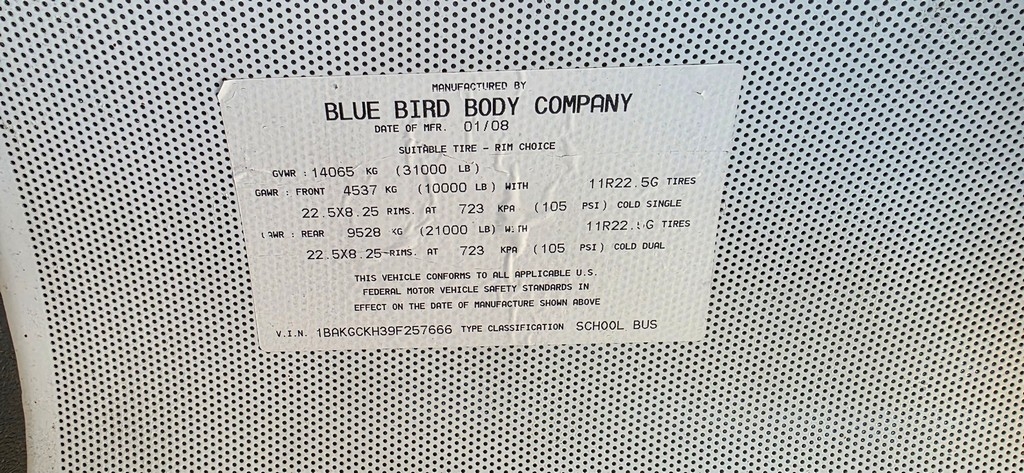 MANUFACTURED BY
BLUE BIRD BODY COMPANY
DATE OF MFR. 01/08
SUITABLE TIRE - RIM CHOICE
GVWR : 14065 KG (31000 LB)
GAWR : FRONT 4537 KG (10000 LB) WITH 11R22.5G TIRES
22.5X8.25 RIMS. AT 723 KPA (105 PSI) COLD SINGLE
GAWR : REAR 9528 KG (21000 LB) WITH 11R22.5G TIRES
22.5X8.25-RIMS. AT 723 KPA (105 PSI) COLD DUAL
THIS VEHICLE CONFORMS TO ALL APPLICABLE U.S.
FEDERAL MOTOR VEHICLE SAFETY STANDARDS IN
EFFECT ON THE DATE OF MANUFACTURE SHOWN ABOVE
V.I.N. 1BAKGCKH39F257666 TYPE CLASSIFICATION SCHOOL BUS